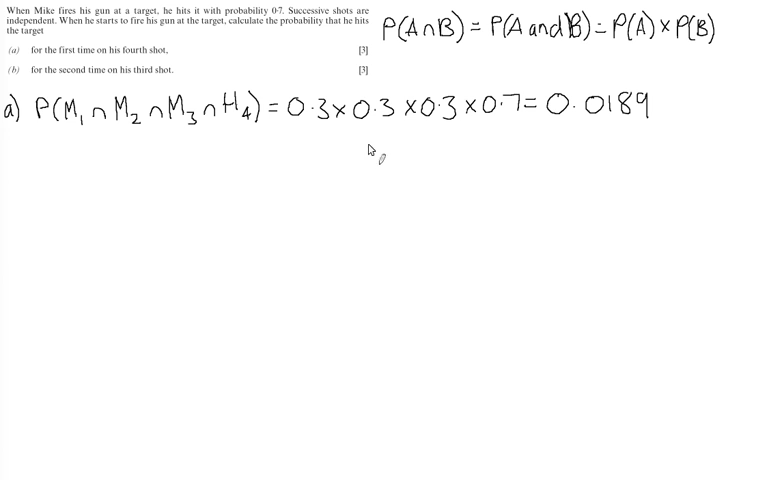 When Mike fires his gun at a target, he hits it with probability 0·7. Successive shots are
independent. When he starts to fire his gun at the target, calculate the probability that he hits
the target
(a) for the first time on his fourth shot, [3]
(b) for the second time on his third shot. [3]
P(A∩B) = P(A and B) = P(A) × P(B)
a) P(M₁ ∩ M₂ ∩ M₃ ∩ H₄) = 0.3 × 0.3 × 0.3 × 0.7 = 0.0189